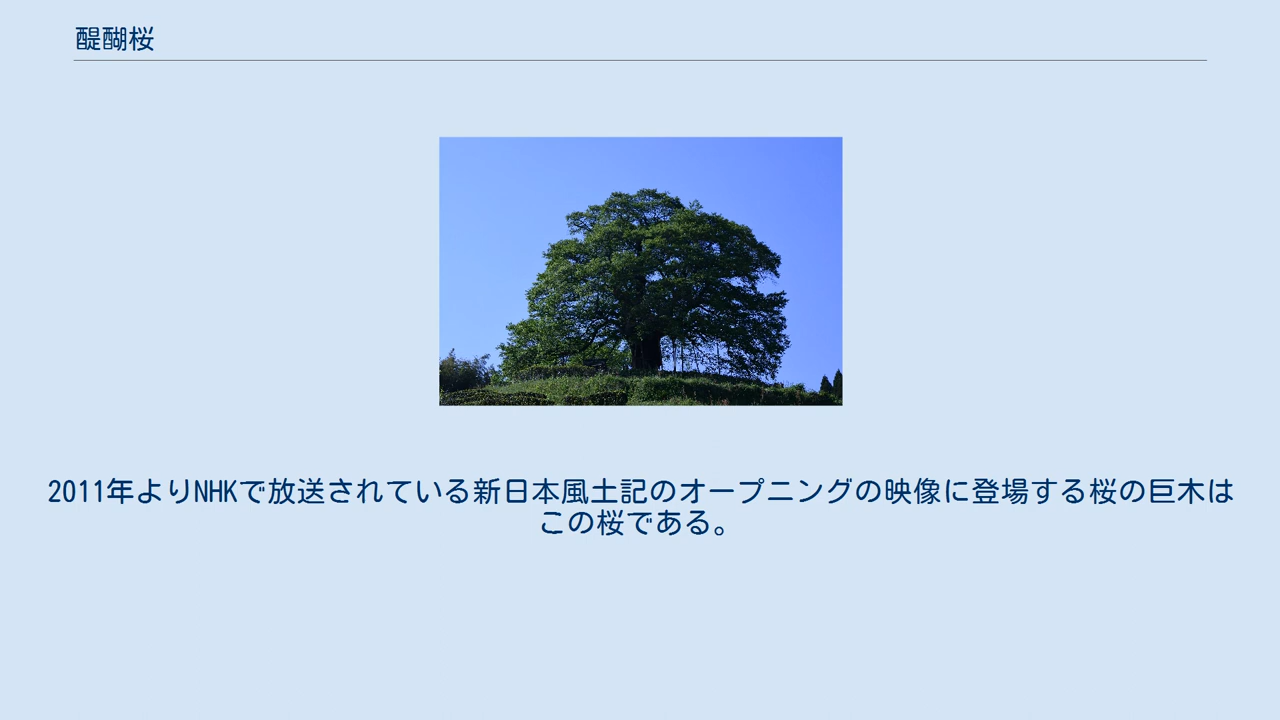 醍醐桜
2011年よりNHKで放送されている新日本風土記のオープニングの映像に登場する桜の巨木は
この桜である。